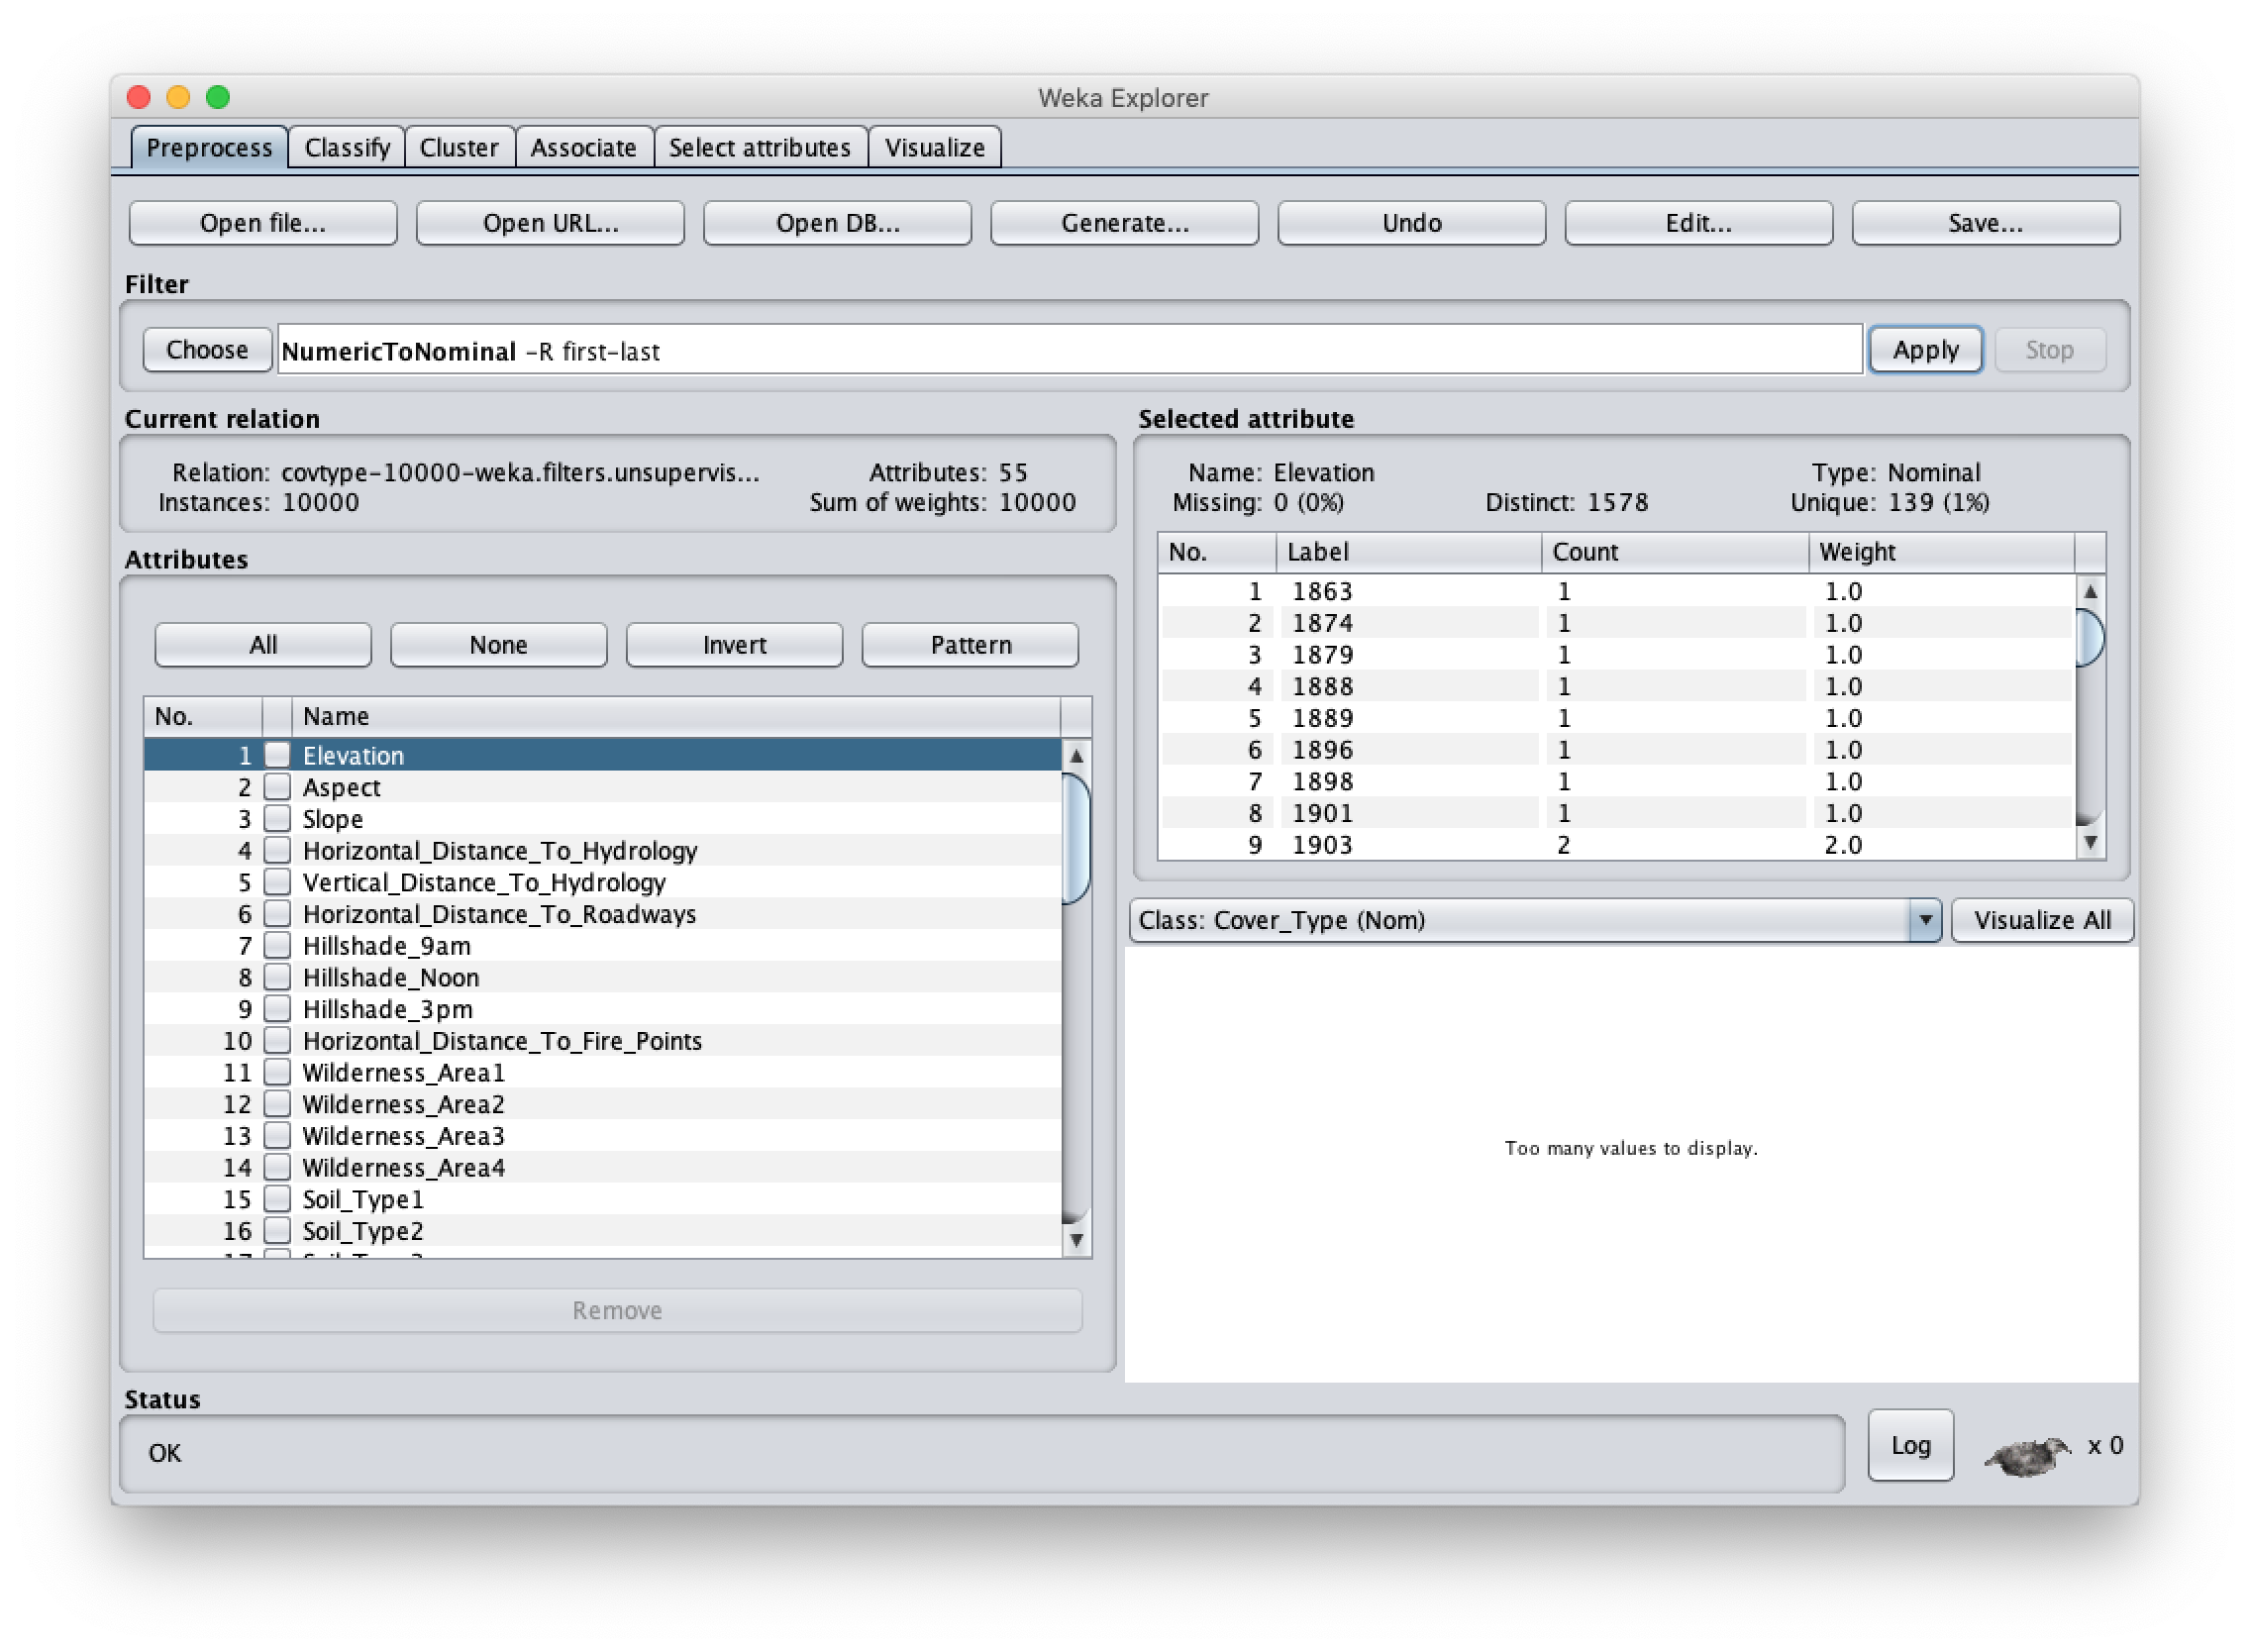 Weka Explorer
Preprocess Classify Cluster Associate Select attributes Visualize
Open file... Open URL... Open DB... Generate... Undo Edit... Save...
Filter
Choose NumericToNominal -R first-last Apply Stop
Current relation
Relation: covtype-10000-weka.filters.unsupervis... Attributes: 55
Instances: 10000 Sum of weights: 10000
Attributes
All None Invert Pattern
No. Name
1 Elevation
2 Aspect
3 Slope
4 Horizontal_Distance_To_Hydrology
5 Vertical_Distance_To_Hydrology
6 Horizontal_Distance_To_Roadways
7 Hillshade_9am
8 Hillshade_Noon
9 Hillshade_3pm
10 Horizontal_Distance_To_Fire_Points
11 Wilderness_Area1
12 Wilderness_Area2
13 Wilderness_Area3
14 Wilderness_Area4
15 Soil_Type1
16 Soil_Type2
Remove
Selected attribute
Name: Elevation Type: Nominal
Missing: 0 (0%) Distinct: 1578 Unique: 139 (1%)
No. Label Count Weight
1 1863 1 1.0
2 1874 1 1.0
3 1879 1 1.0
4 1888 1 1.0
5 1889 1 1.0
6 1896 1 1.0
7 1898 1 1.0
8 1901 1 1.0
9 1903 2 2.0
Class: Cover_Type (Nom) Visualize All
Too many values to display.
Status
OK
Log x 0